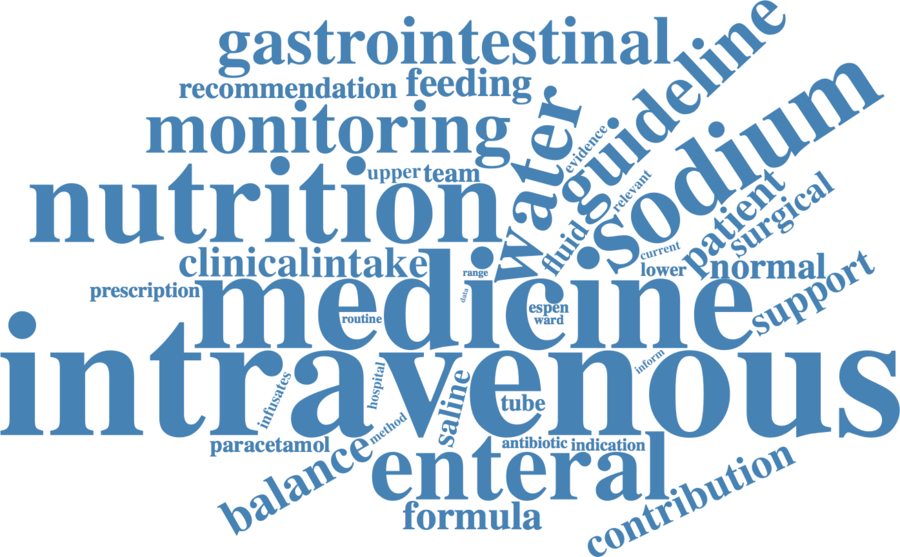 gastrointestinal
guideline
recommendation
feeding
sodium
monitoring
water
evidence
nutrition
upper
team
relevant
patient
surgical
fluid
current
clinical
intake
range
lower
normal
support
prescription
medicine
data
espen
ward
routine
intravenous
inform
infusates
hospital
saline
tube
method
paracetamol
antibiotic
indication
balance
enteral
contribution
formula